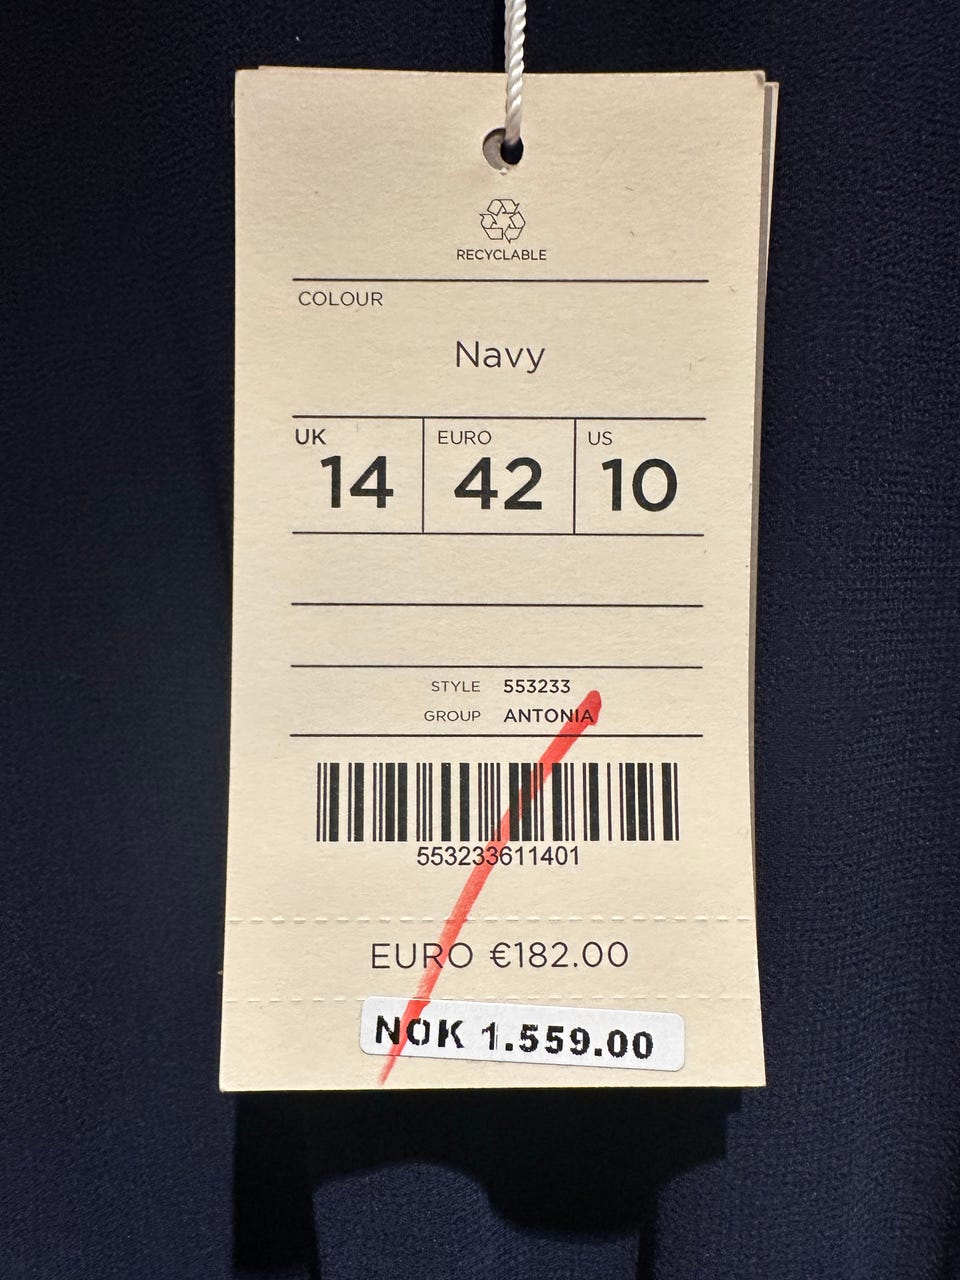 RECYCLABLE
COLOUR
Navy
UK EURO US
14 42 10
STYLE 553233
GROUP ANTONIA
553233611401
EURO €182.00
NOK 1.559.00